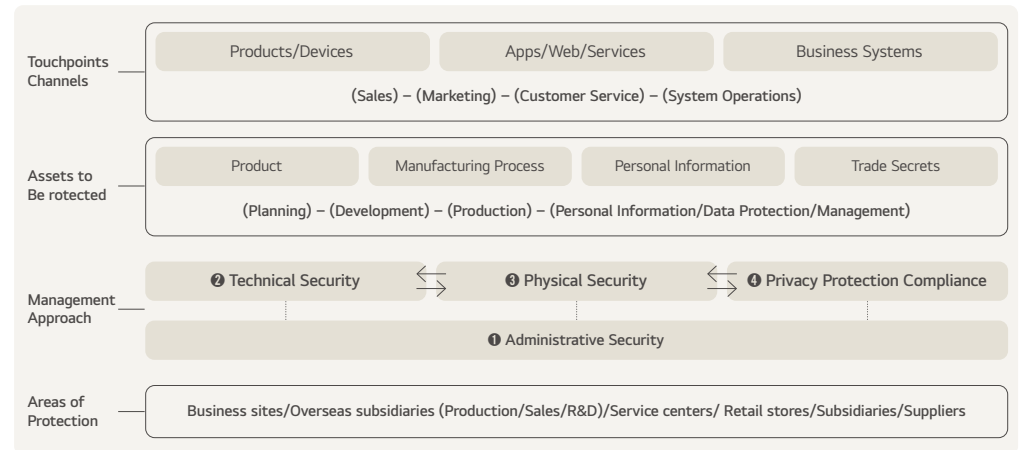 Touchpoints
Channels
Products/Devices
Apps/Web/Services
Business Systems
(Sales) – (Marketing) – (Customer Service) – (System Operations)
Assets to
Be rotected
Product
Manufacturing Process
Personal Information
Trade Secrets
(Planning) – (Development) – (Production) – (Personal Information/Data Protection/Management)
Management
Approach
❷ Technical Security
❸ Physical Security
❹ Privacy Protection Compliance
❶ Administrative Security
Areas of
Protection
Business sites/Overseas subsidiaries (Production/Sales/R&D)/Service centers/ Retail stores/Subsidiaries/Suppliers